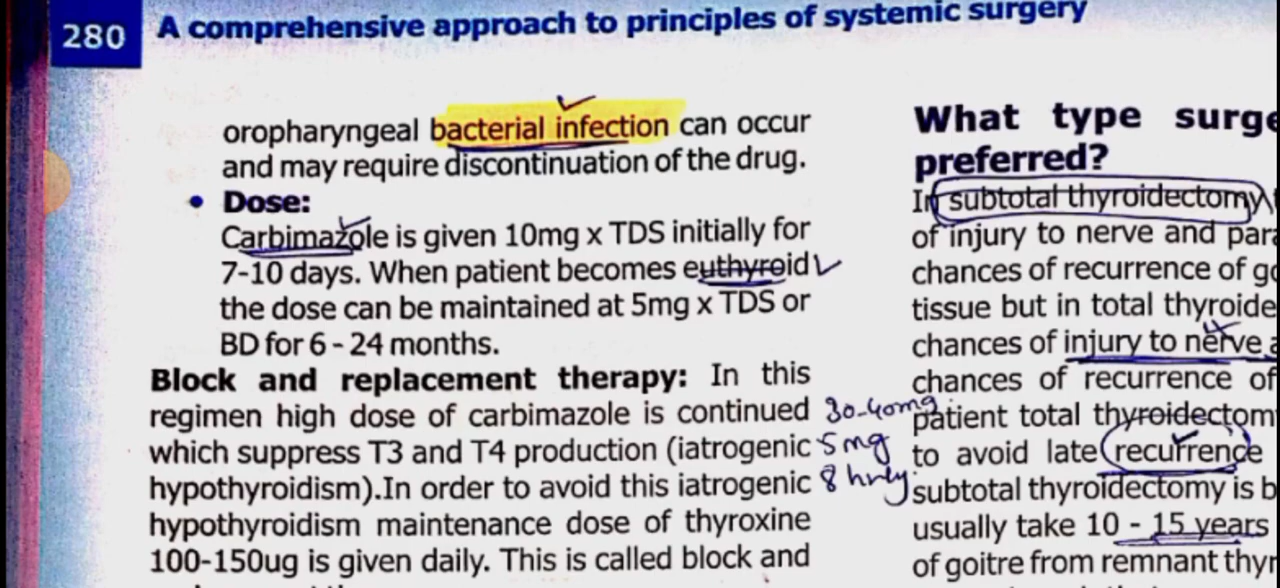 280
A comprehensive approach to principles of systemic surgery
oropharyngeal bacterial infection can occur
and may require discontinuation of the drug.
• Dose:
Carbimazole is given 10mg x TDS initially for
7-10 days. When patient becomes euthyroid
the dose can be maintained at 5mg x TDS or
BD for 6 - 24 months.
Block and replacement therapy: In this
regimen high dose of carbimazole is continued
which suppress T3 and T4 production (iatrogenic
hypothyroidism).In order to avoid this iatrogenic
hypothyroidism maintenance dose of thyroxine
100-150ug is given daily. This is called block and
30-40mg
5mg
8 hrly
What type
preferred?
In subtotal thyroidectomy
of injury to nerve and
chances of recurrence of
tissue but in total
chances of injury to nerve
chances of recurrence of
patient total
to avoid late recurrence
subtotal thyroidectomy is
usually take 10 - 15 years
of goitre from remnant